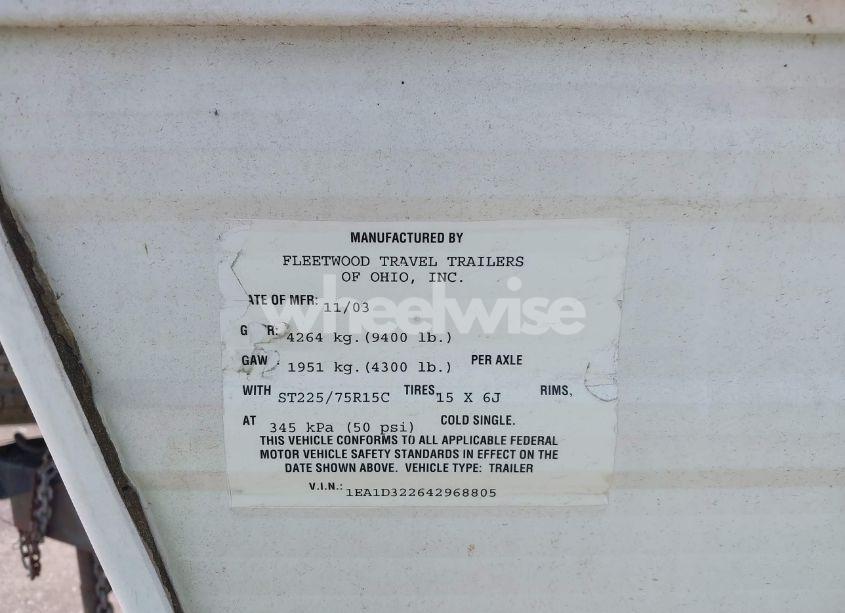 MANUFACTURED BY
FLEETWOOD TRAVEL TRAILERS
OF OHIO, INC.
ATE OF MFR: 11/03
G R: 4264 kg.(9400 lb.)
GAW : 1951 kg.(4300 lb.) PER AXLE
WITH ST225/75R15C TIRES 15 X 6J RIMS,
AT 345 kPa (50 psi) COLD SINGLE.
THIS VEHICLE CONFORMS TO ALL APPLICABLE FEDERAL
MOTOR VEHICLE SAFETY STANDARDS IN EFFECT ON THE
DATE SHOWN ABOVE. VEHICLE TYPE: TRAILER
V.I.N.: 1EA1D322642968805
wheelwise